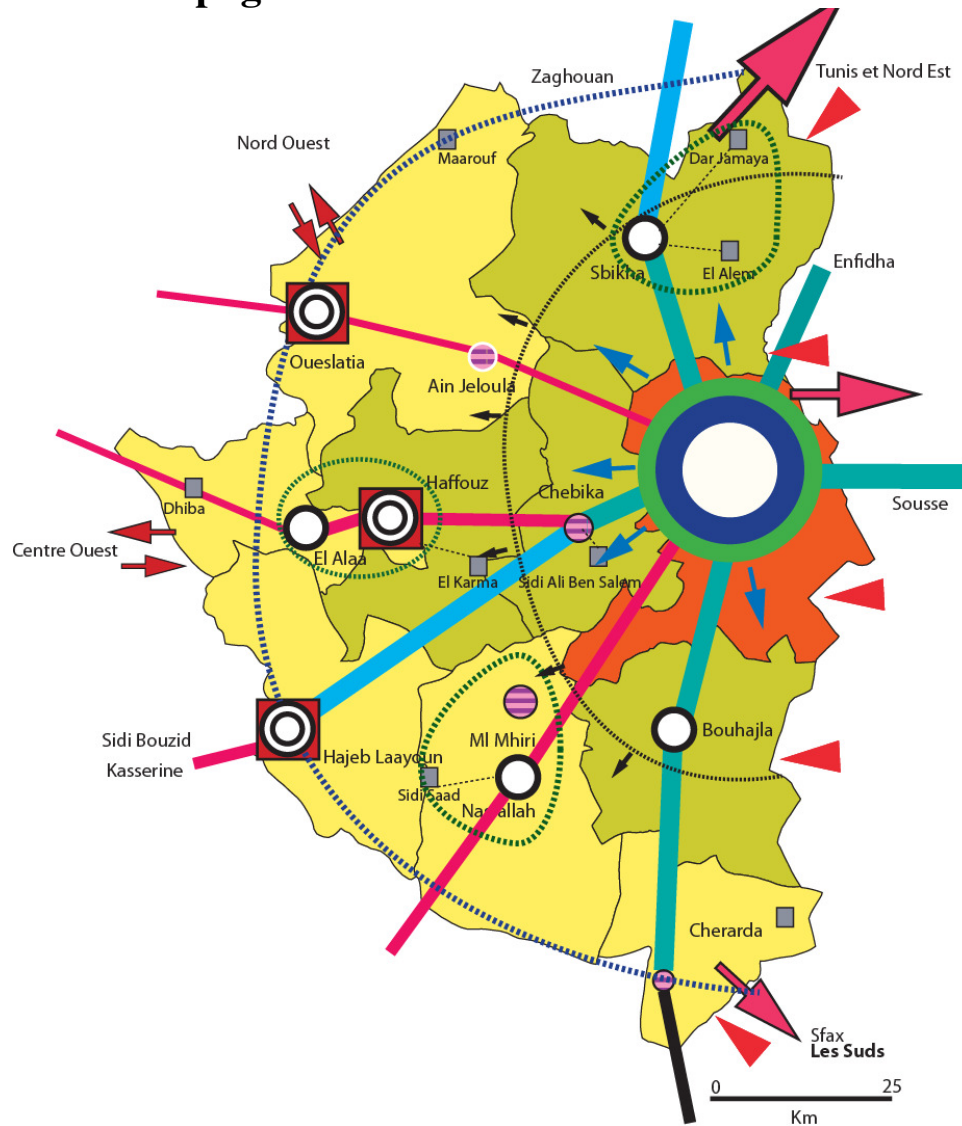 Zaghouan
Tunis et Nord Est
Nord Ouest
Maarouf
Dar Jamaya
Sbikha
El Alem
Enfidha
Oueslatia
Ain Jeloula
Haffouz
Chebika
Dhiba
Sousse
Centre Ouest
El Alaa
El Karma
Sidi Ali Ben Salem
Sidi Bouzid
Kasserine
Hajeb Laayoun
Ml Mhiri
Bouhajla
Sidi Saad
Nasrallah
Cherarda
Sfax
Les Suds
0 25
Km